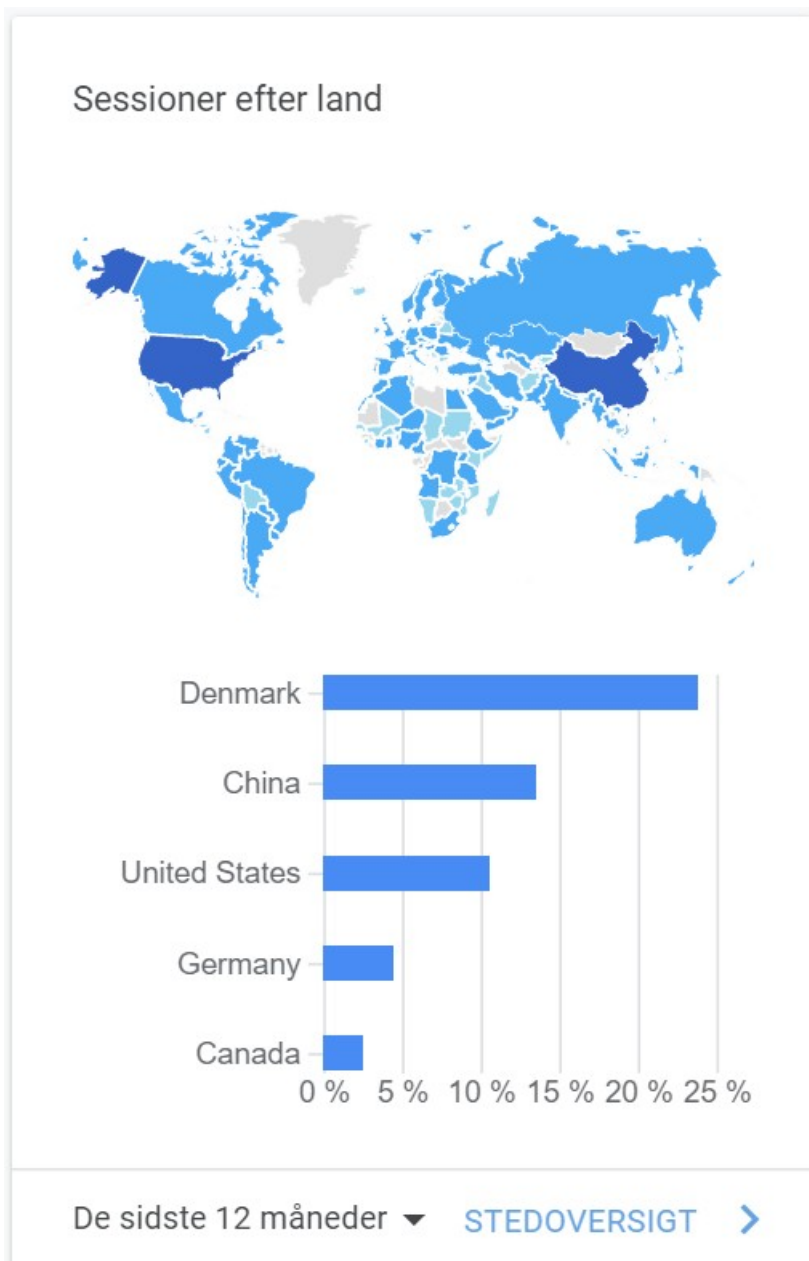 Sessioner efter land
Denmark
China
United States
Germany
Canada
0 % 5 % 10 % 15 % 20 % 25 %
De sidste 12 måneder STEDOVERSIGT